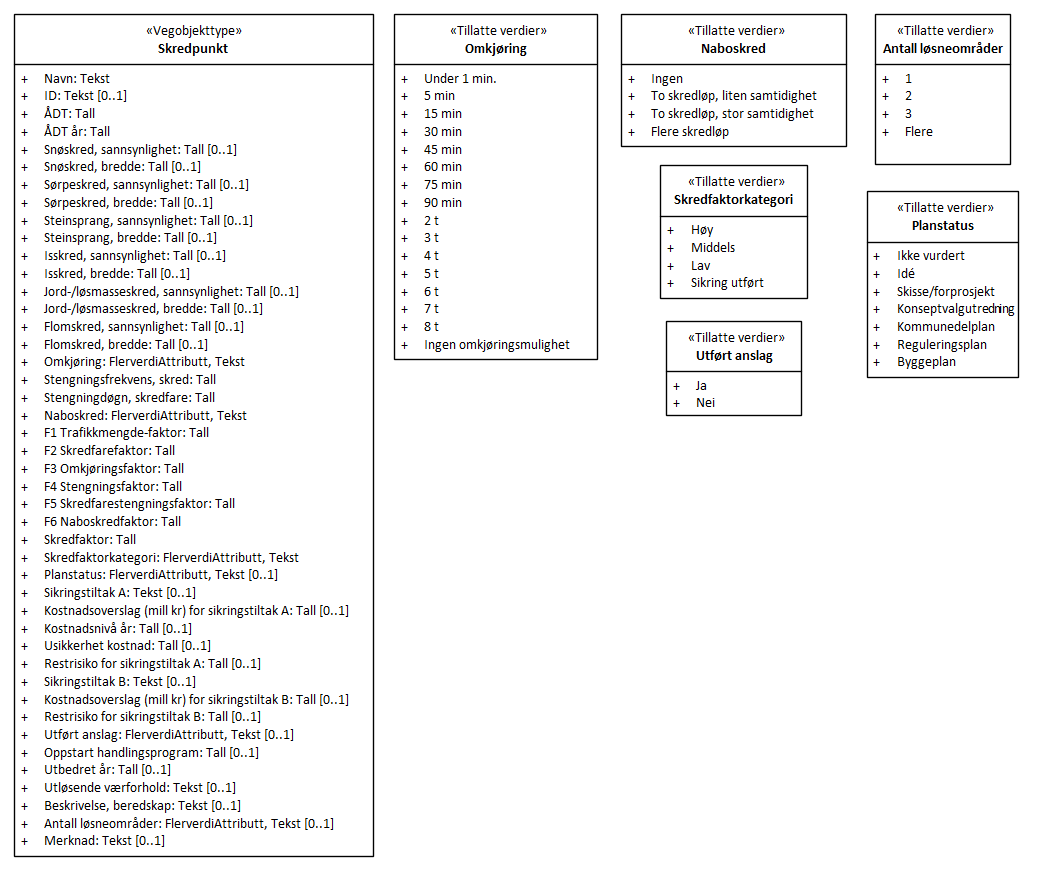 «Vegobjekttype»
Skredpunkt
+ Navn: Tekst
+ ID: Tekst [0..1]
+ ÅDT: Tall
+ ÅDT år: Tall
+ Snøskred, sannsynlighet: Tall [0..1]
+ Snøskred, bredde: Tall [0..1]
+ Sørpeskred, sannsynlighet: Tall [0..1]
+ Sørpeskred, bredde: Tall [0..1]
+ Steinsprang, sannsynlighet: Tall [0..1]
+ Steinsprang, bredde: Tall [0..1]
+ Isskred, sannsynlighet: Tall [0..1]
+ Isskred, bredde: Tall [0..1]
+ Jord-/løsmasseskred, sannsynlighet: Tall [0..1]
+ Jord-/løsmasseskred, bredde: Tall [0..1]
+ Flomskred, sannsynlighet: Tall [0..1]
+ Flomskred, bredde: Tall [0..1]
+ Omkjøring: FlerverdiAttributt, Tekst
+ Stengningsfrekvens, skred: Tall
+ Stengningdøgn, skredfare: Tall
+ Naboskred: FlerverdiAttributt, Tekst
+ F1 Trafikkmengde-faktor: Tall
+ F2 Skredfarefaktor: Tall
+ F3 Omkjøringsfaktor: Tall
+ F4 Stengningsfaktor: Tall
+ F5 Skredfarestengningsfaktor: Tall
+ F6 Naboskredfaktor: Tall
+ Skredfaktor: Tall
+ Skredfaktorkategori: FlerverdiAttributt, Tekst
+ Planstatus: FlerverdiAttributt, Tekst [0..1]
+ Sikringstiltak A: Tekst [0..1]
+ Kostnadsoverslag (mill kr) for sikringstiltak A: Tall [0..1]
+ Kostnadsnivå år: Tall [0..1]
+ Usikkerhet kostnad: Tall [0..1]
+ Restrisiko for sikringstiltak A: Tall [0..1]
+ Sikringstiltak B: Tekst [0..1]
+ Kostnadsoverslag (mill kr) for sikringstiltak B: Tall [0..1]
+ Restrisiko for sikringstiltak B: Tall [0..1]
+ Utført anslag: FlerverdiAttributt, Tekst [0..1]
+ Oppstart handlingsprogram: Tall [0..1]
+ Utbedret år: Tall [0..1]
+ Utløsende værforhold: Tekst [0..1]
+ Beskrivelse, beredskap: Tekst [0..1]
+ Antall løsneområder: FlerverdiAttributt, Tekst [0..1]
+ Merknad: Tekst [0..1]
«Tillatte verdier»
Omkjøring
+ Under 1 min.
+ 5 min
+ 15 min
+ 30 min
+ 45 min
+ 60 min
+ 75 min
+ 90 min
+ 2 t
+ 3 t
+ 4 t
+ 5 t
+ 6 t
+ 7 t
+ 8 t
+ Ingen omkjøringsmulighet
«Tillatte verdier»
Naboskred
+ Ingen
+ To skredløp, liten samtidighet
+ To skredløp, stor samtidighet
+ Flere skredløp
«Tillatte verdier»
Skredfaktorkategori
+ Høy
+ Middels
+ Lav
+ Sikring utført
«Tillatte verdier»
Utført anslag
+ Ja
+ Nei
«Tillatte verdier»
Antall løsneområder
+ 1
+ 2
+ 3
+ Flere
«Tillatte verdier»
Planstatus
+ Ikke vurdert
+ Idé
+ Skisse/forprosjekt
+ Konseptvalgutredning
+ Kommunedelplan
+ Reguleringsplan
+ Byggeplan